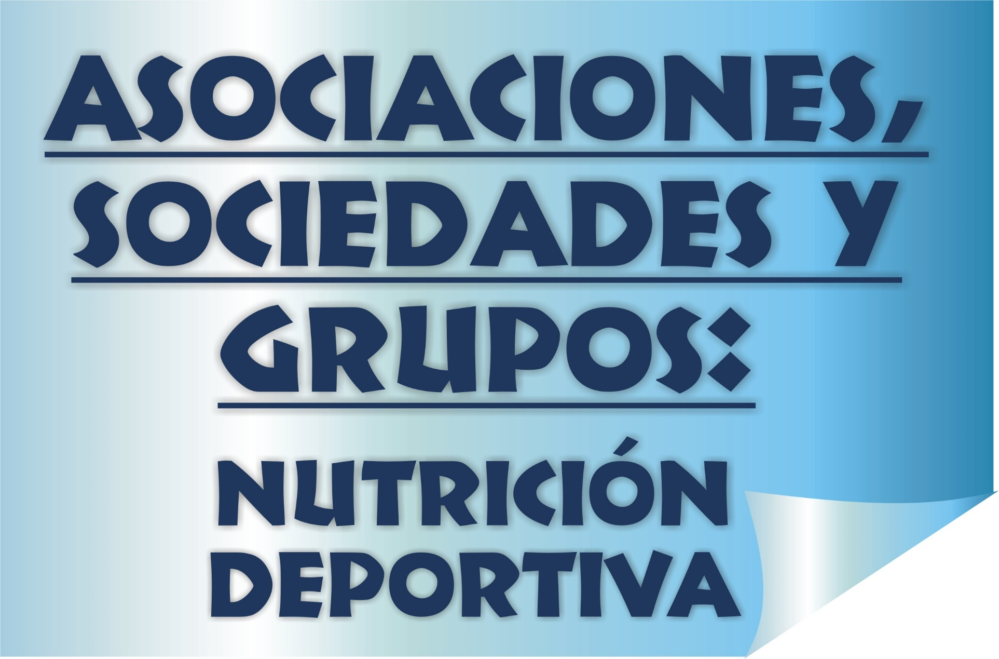 ASOCIACIONES,
SOCIEDADES Y
GRUPOS:
NUTRICIÓN
DEPORTIVA